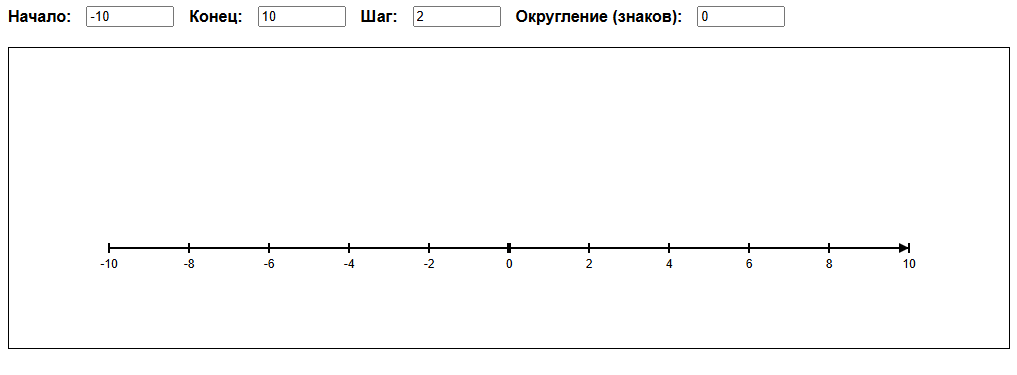 Начало: -10 Конец: 10 Шаг: 2 Округление (знаков): 0
-10 -8 -6 -4 -2 0 2 4 6 8 10